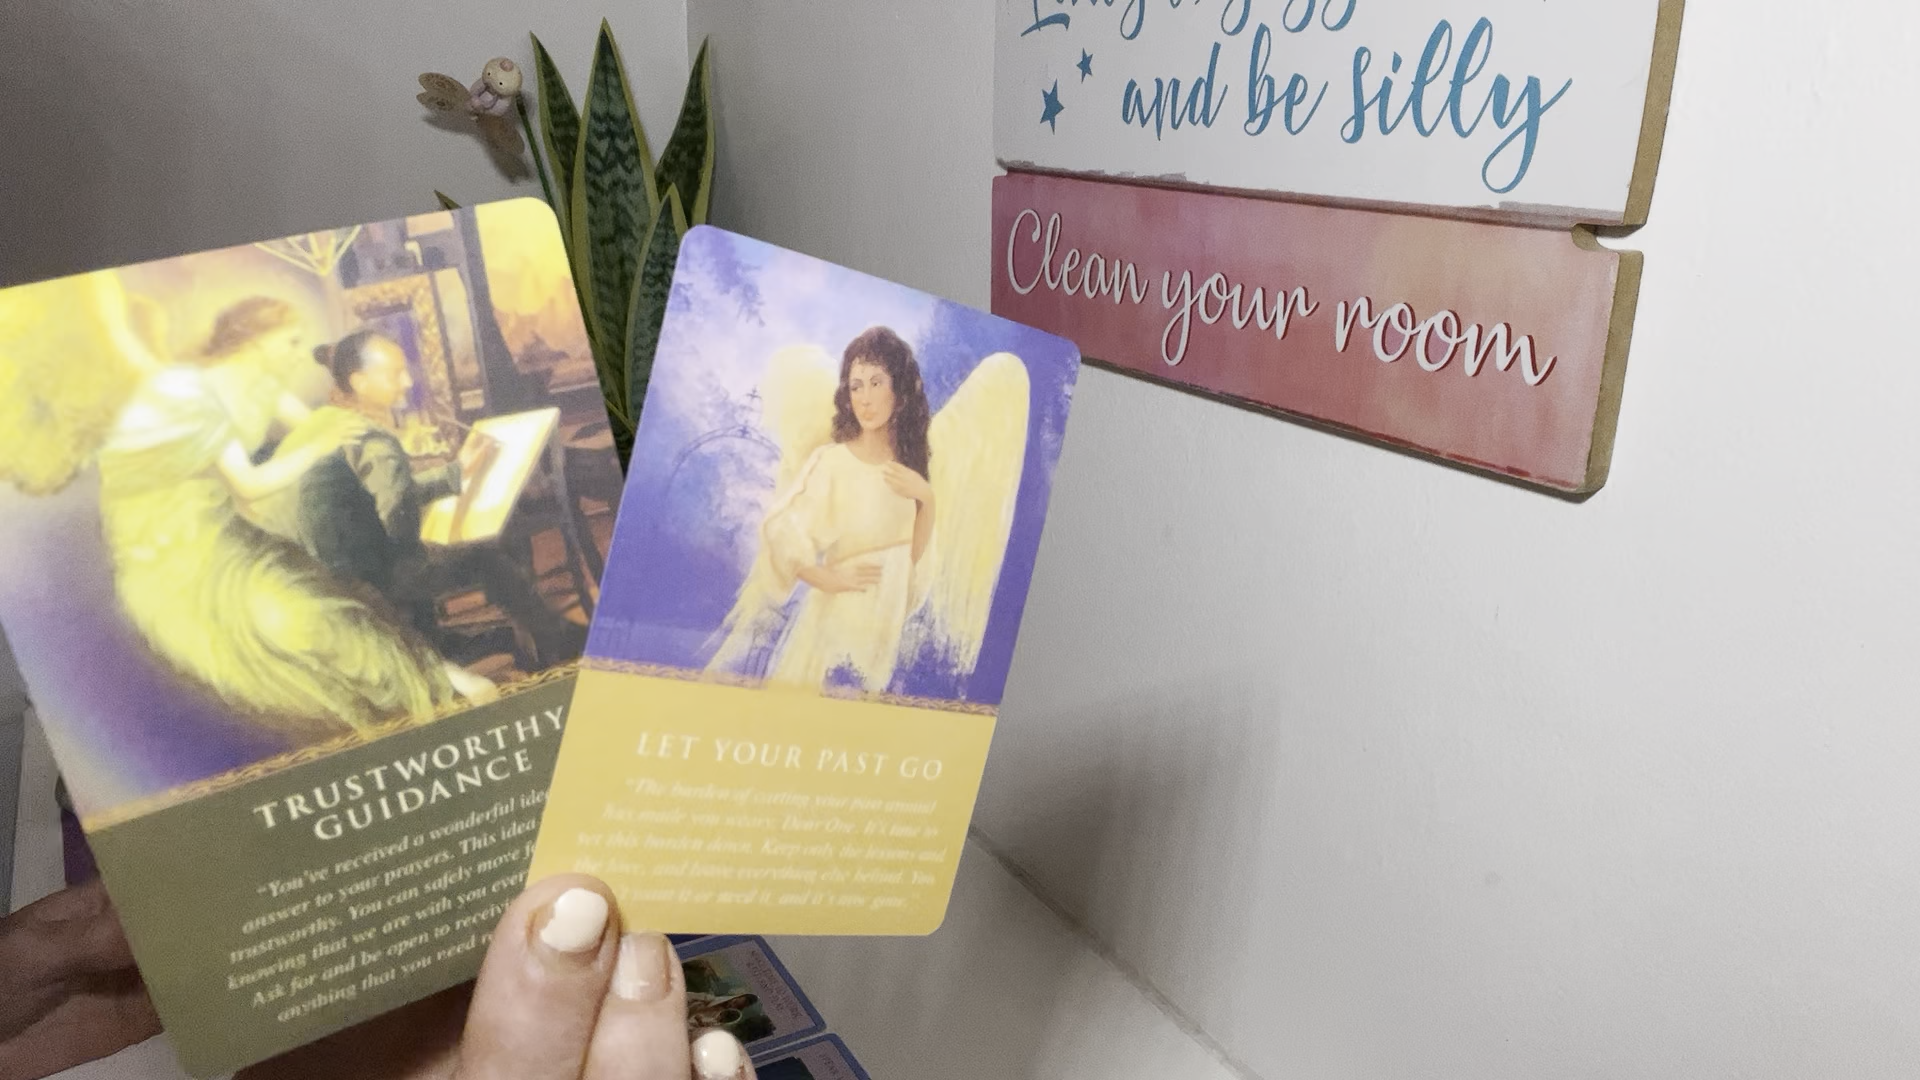 and be silly
Clean your room
TRUSTWORTHY
GUIDANCE
"You've received a wonderful idea
answer to your prayers. This idea
trustworthy. You can safely move
knowing that we are with you
Ask for and be open to
anything that you need
LET YOUR PAST GO
"The burden of carting your past around
has made you weary, Dear One. It's time to
set this burden down. Keep only the lessons and
the love, and leave everything else behind. You
want it or need it, and it's now gone."